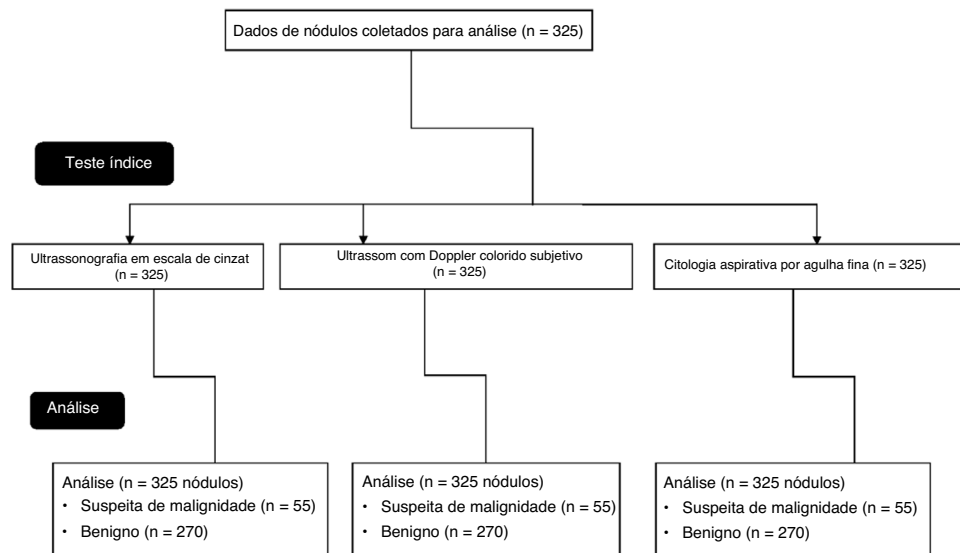 Dados de nódulos coletados para análise (n = 325)
Teste índice
Ultrassonografia em escala de cinzat
(n = 325)
Ultrassom com Doppler colorido subjetivo
(n = 325)
Citologia aspirativa por agulha fina (n = 325)
Análise
Análise (n = 325 nódulos)
• Suspeita de malignidade (n = 55)
• Benigno (n = 270)
Análise (n = 325 nódulos)
• Suspeita de malignidade (n = 55)
• Benigno (n = 270)
Análise (n = 325 nódulos)
• Suspeita de malignidade (n = 55)
• Benigno (n = 270)